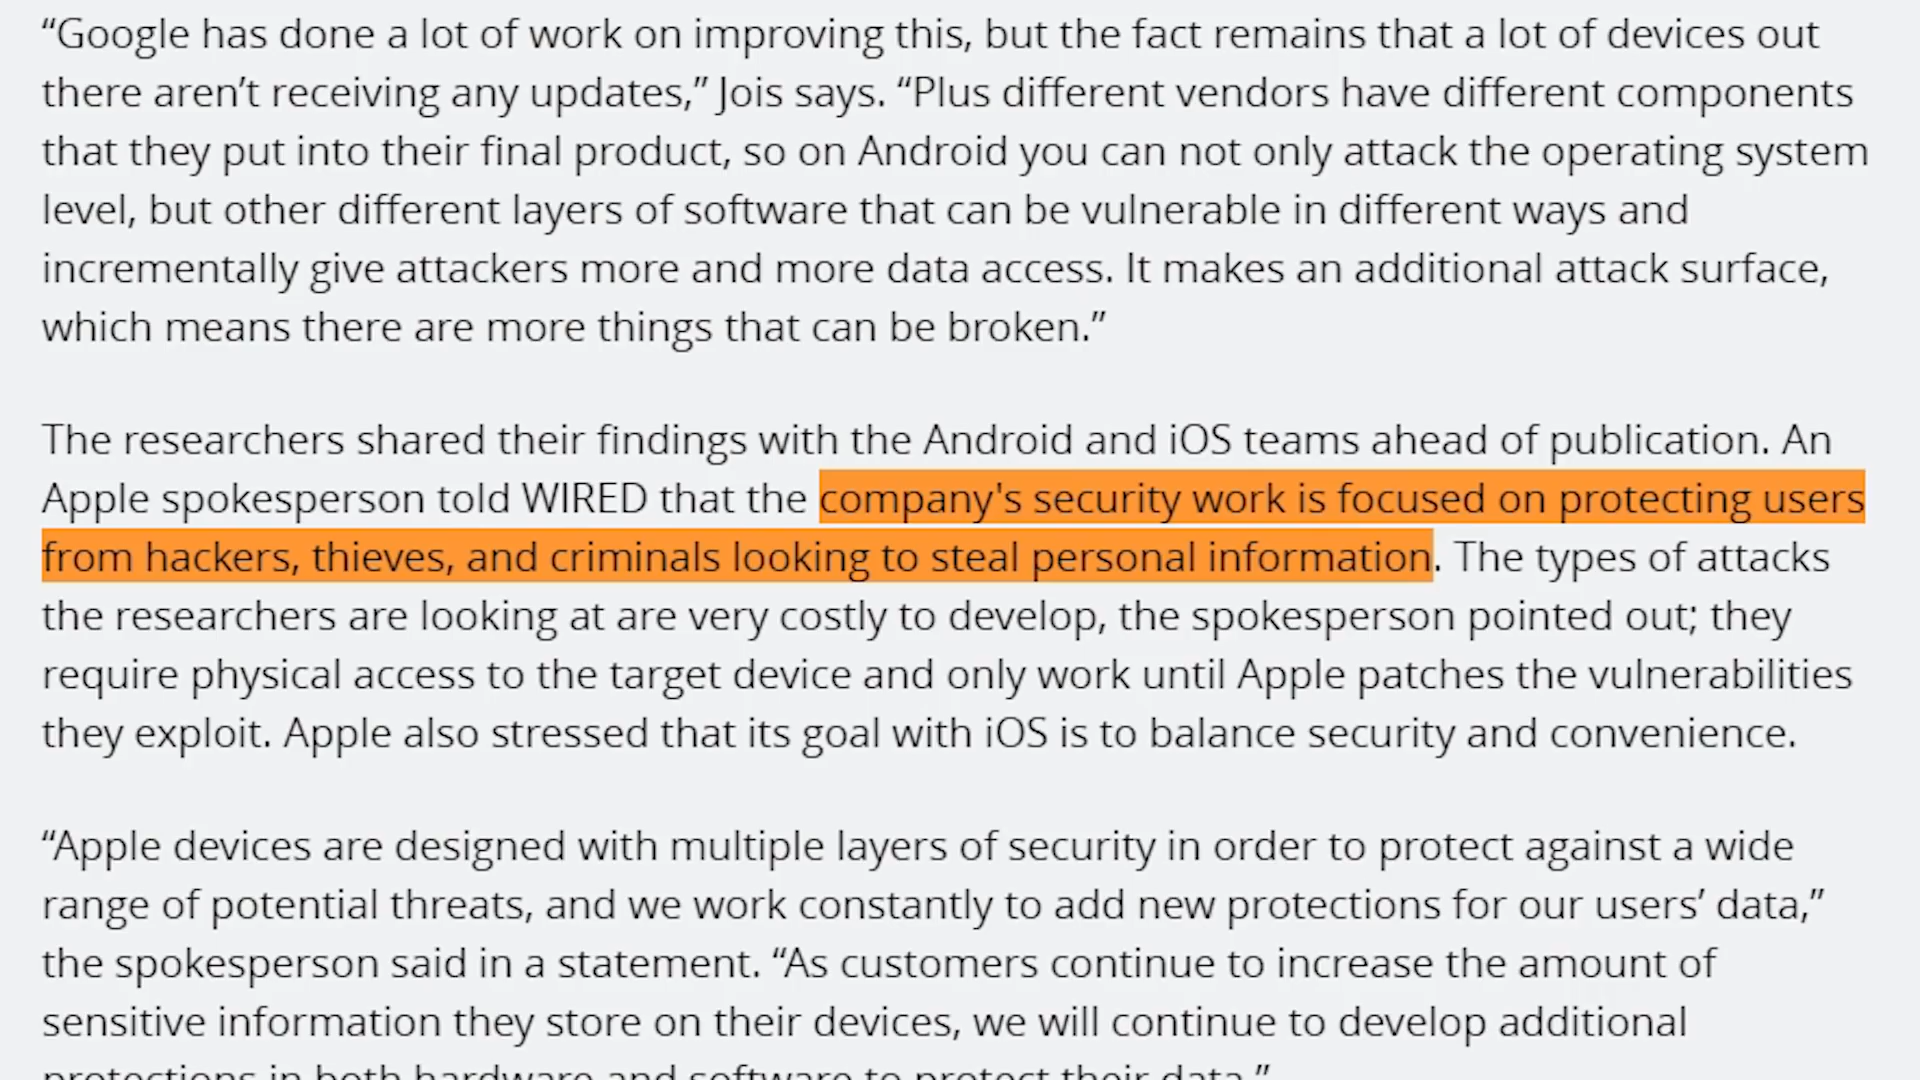 “Google has done a lot of work on improving this, but the fact remains that a lot of devices out
there aren’t receiving any updates,” Jois says. “Plus different vendors have different components
that they put into their final product, so on Android you can not only attack the operating system
level, but other different layers of software that can be vulnerable in different ways and
incrementally give attackers more and more data access. It makes an additional attack surface,
which means there are more things that can be broken.”
The researchers shared their findings with the Android and iOS teams ahead of publication. An
Apple spokesperson told WIRED that the company's security work is focused on protecting users
from hackers, thieves, and criminals looking to steal personal information. The types of attacks
the researchers are looking at are very costly to develop, the spokesperson pointed out; they
require physical access to the target device and only work until Apple patches the vulnerabilities
they exploit. Apple also stressed that its goal with iOS is to balance security and convenience.
“Apple devices are designed with multiple layers of security in order to protect against a wide
range of potential threats, and we work constantly to add new protections for our users’ data,”
the spokesperson said in a statement. “As customers continue to increase the amount of
sensitive information they store on their devices, we will continue to develop additional
protections in both hardware and software to protect their data.”